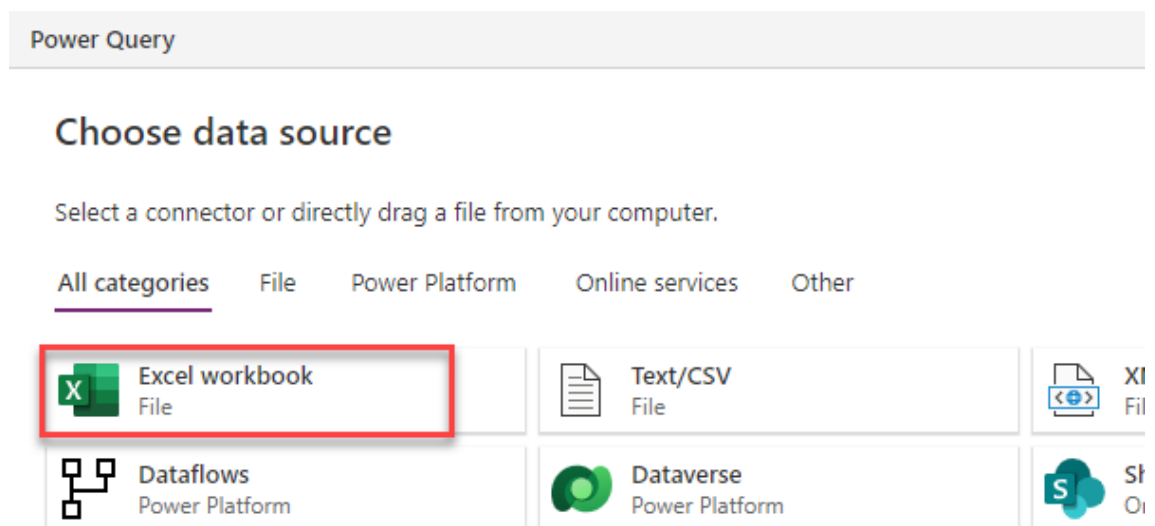 Power Query
Choose data source
Select a connector or directly drag a file from your computer.
All categories File Power Platform Online services Other
Excel workbook
File
Text/CSV
File
Dataflows
Power Platform
Dataverse
Power Platform